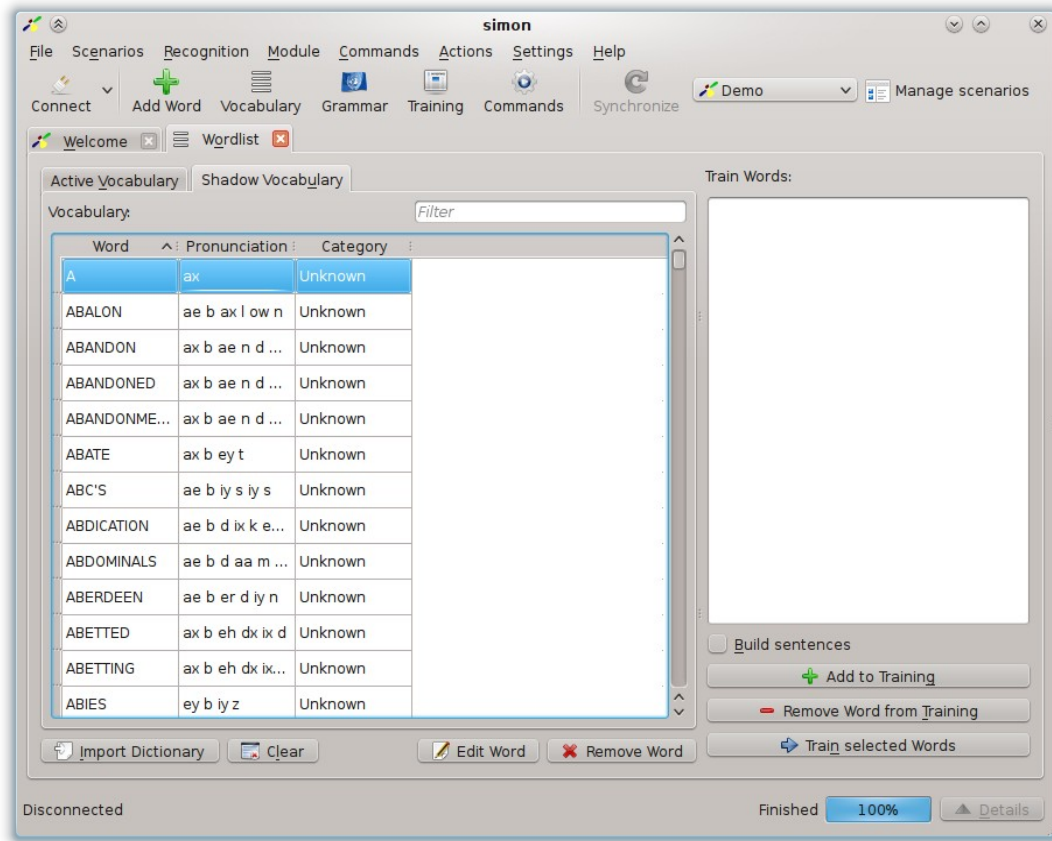 simon
File Scenarios Recognition Module Commands Actions Settings Help
Connect Add Word Vocabulary Grammar Training Commands Synchronize Demo Manage scenarios
Welcome Wordlist
Active Vocabulary Shadow Vocabulary
Train Words:
Vocabulary: Filter
Word Pronunciation Category
A ax Unknown
ABALON ae b ax l ow n Unknown
ABANDON ax b ae n d ... Unknown
ABANDONED ax b ae n d ... Unknown
ABANDONME... ax b ae n d ... Unknown
ABATE ax b ey t Unknown
ABC'S ae b iy s iy s Unknown
ABDICATION ae b d ix k e... Unknown
ABDOMINALS ae b d aa m ... Unknown
ABERDEEN ae b er d iy n Unknown
ABETTED ax b eh dx ix d Unknown
ABETTING ax b eh dx ix... Unknown
ABIES ey b iy z Unknown
Build sentences
Add to Training
Remove Word from Training
Train selected Words
Import Dictionary Clear Edit Word Remove Word
Disconnected Finished 100% Details